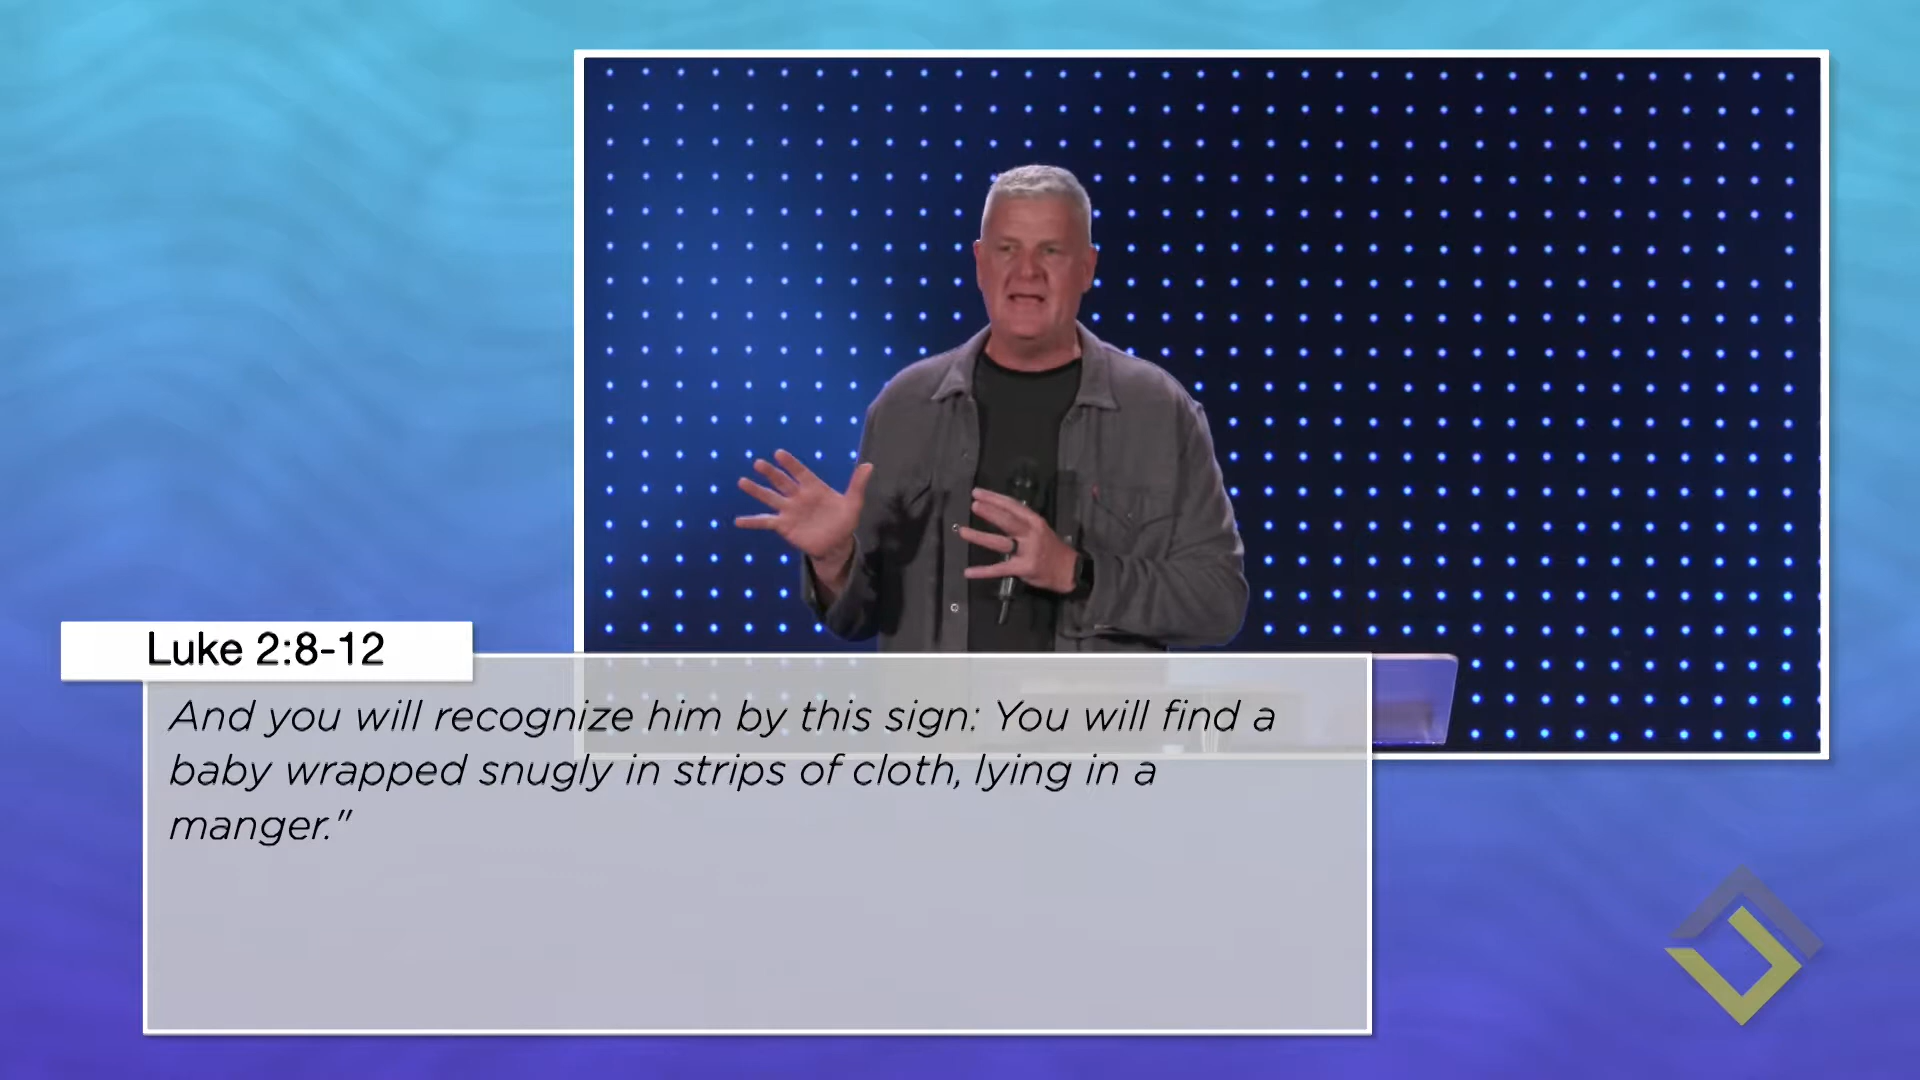 Luke 2:8-12
And you will recognize him by this sign: You will find a
baby wrapped snugly in strips of cloth, lying in a
manger."